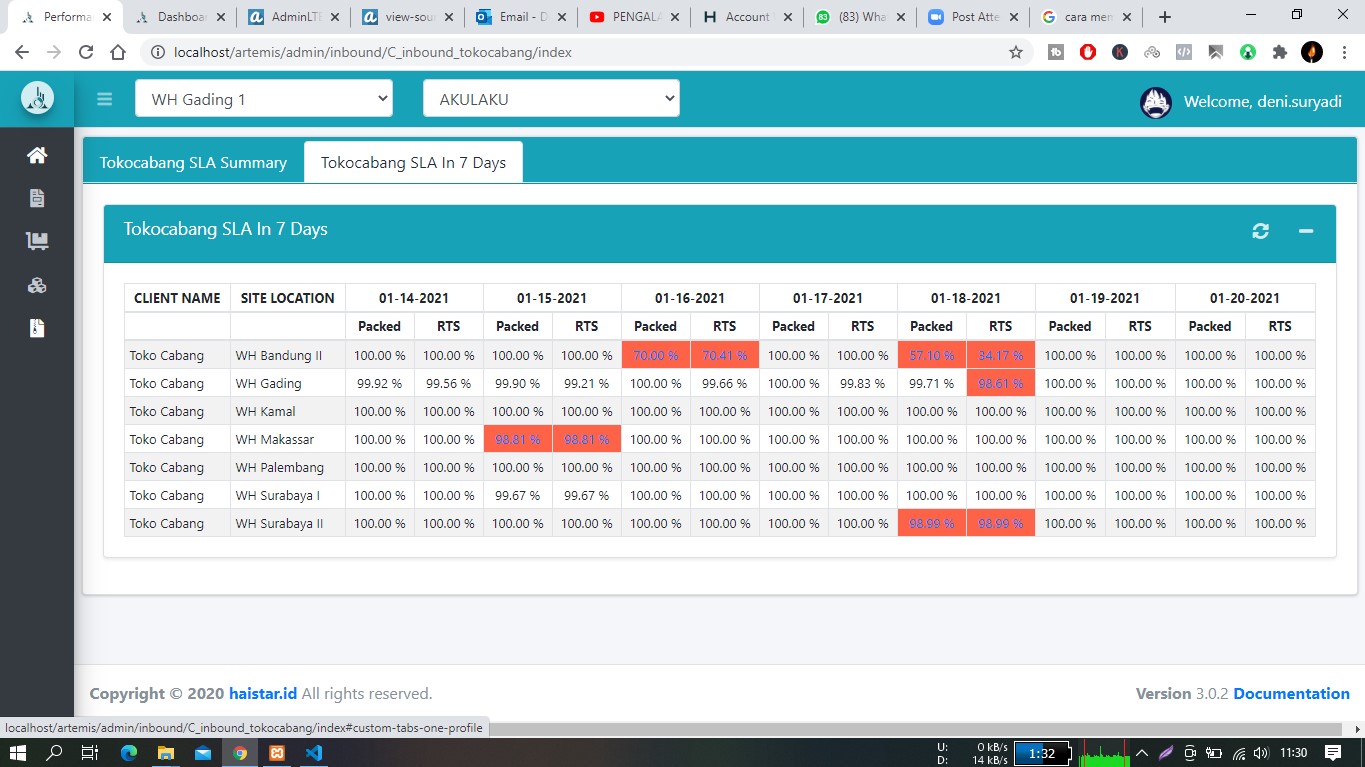 Performa
Dashboa
AdminLTE
view-sour
Email - D
PENGALA
Account
(83) Wha
Post Atte
cara men
localhost/artemis/admin/inbound/C_inbound_tokocabang/index
WH Gading 1
AKULAKU
Welcome, deni.suryadi
Tokocabang SLA Summary
Tokocabang SLA In 7 Days
Tokocabang SLA In 7 Days
CLIENT NAME SITE LOCATION 01-14-2021 01-15-2021 01-16-2021 01-17-2021 01-18-2021 01-19-2021 01-20-2021
Packed RTS Packed RTS Packed RTS Packed RTS Packed RTS Packed RTS Packed RTS
Toko Cabang WH Bandung II 100.00 % 100.00 % 100.00 % 100.00 % 70.00 % 70.41 % 100.00 % 100.00 % 57.10 % 34.17 % 100.00 % 100.00 % 100.00 % 100.00 %
Toko Cabang WH Gading 99.92 % 99.56 % 99.90 % 99.21 % 100.00 % 99.66 % 100.00 % 99.83 % 99.71 % 98.61 % 100.00 % 100.00 % 100.00 % 100.00 %
Toko Cabang WH Kamal 100.00 % 100.00 % 100.00 % 100.00 % 100.00 % 100.00 % 100.00 % 100.00 % 100.00 % 100.00 % 100.00 % 100.00 % 100.00 % 100.00 %
Toko Cabang WH Makassar 100.00 % 100.00 % 98.81 % 98.81 % 100.00 % 100.00 % 100.00 % 100.00 % 100.00 % 100.00 % 100.00 % 100.00 % 100.00 % 100.00 %
Toko Cabang WH Palembang 100.00 % 100.00 % 100.00 % 100.00 % 100.00 % 100.00 % 100.00 % 100.00 % 100.00 % 100.00 % 100.00 % 100.00 % 100.00 % 100.00 %
Toko Cabang WH Surabaya I 100.00 % 100.00 % 99.67 % 99.67 % 100.00 % 100.00 % 100.00 % 100.00 % 100.00 % 100.00 % 100.00 % 100.00 % 100.00 % 100.00 %
Toko Cabang WH Surabaya II 100.00 % 100.00 % 100.00 % 100.00 % 100.00 % 100.00 % 100.00 % 100.00 % 98.99 % 98.99 % 100.00 % 100.00 % 100.00 % 100.00 %
Copyright © 2020 haistar.id All rights reserved.
Version 3.0.2 Documentation
localhost/artemis/admin/inbound/C_inbound_tokocabang/index#custom-tabs-one-profile
U: 0 kB/s
D: 14 kB/s
1:32
11:30